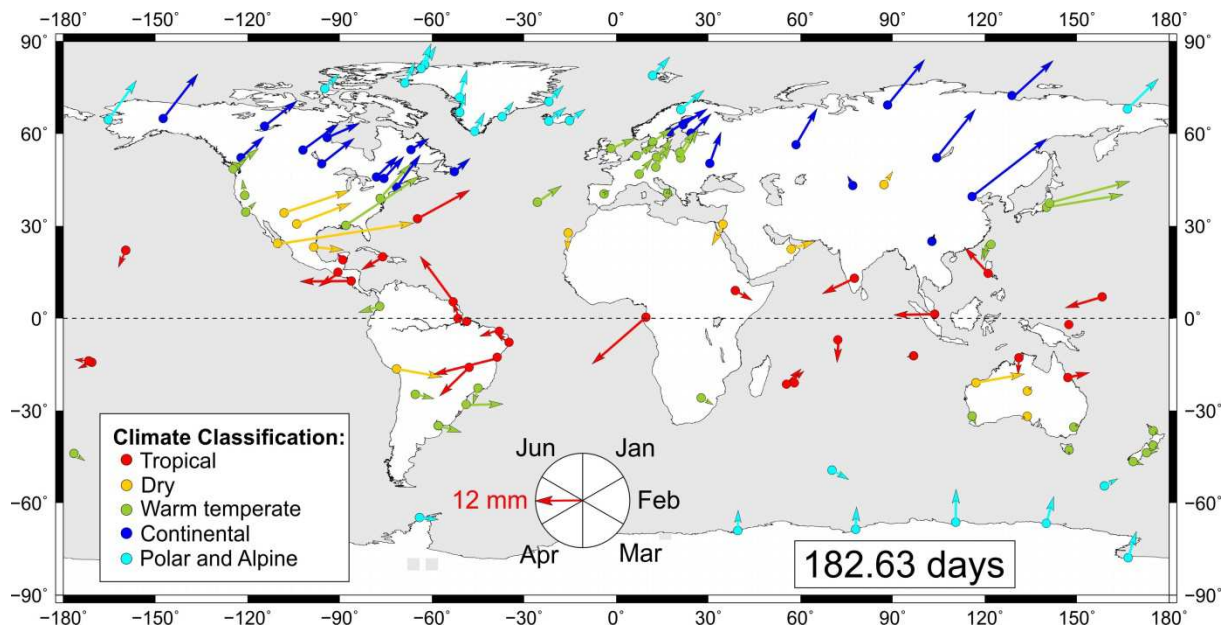 −180˚ −150˚ −120˚ −90˚ −60˚ −30˚ 0˚ 30˚ 60˚ 90˚ 120˚ 150˚ 180˚
90˚ 90˚
60˚ 60˚
30˚ 30˚
0˚ 0˚
−30˚ −30˚
Climate Classification:
Tropical
Dry
Warm temperate
Continental
Polar and Alpine
Jun Jan
12 mm Feb
Apr Mar
−60˚ −60˚
182.63 days
−90˚ −90˚
−180˚ −150˚ −120˚ −90˚ −60˚ −30˚ 0˚ 30˚ 60˚ 90˚ 120˚ 150˚ 180˚